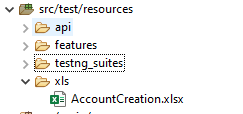 src/test/resources
api
features
testng_suites
xls
AccountCreation.xlsx